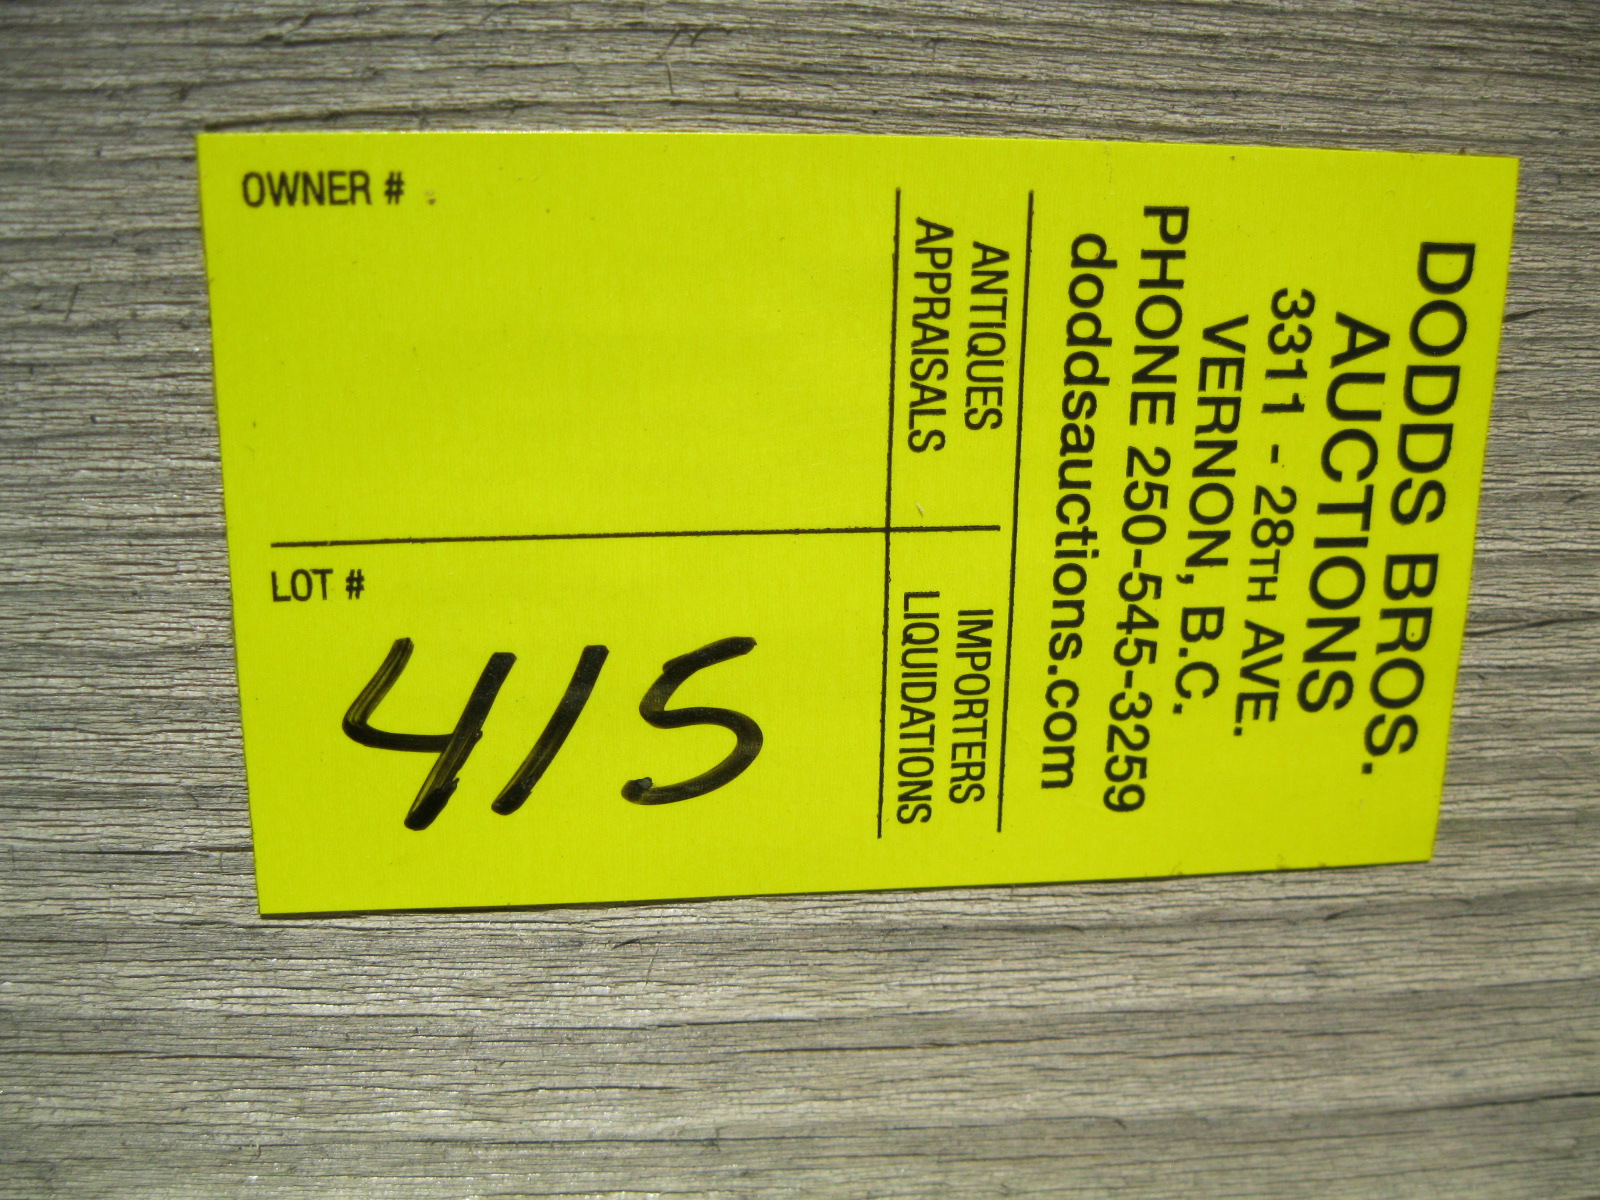 DODDS BROS.
AUCTIONS
3311 - 28TH AVE.
VERNON, B.C.
PHONE 250-545-3259
doddsauctions.com
ANTIQUES
APPRAISALS
IMPORTERS
LIQUIDATIONS
OWNER #
LOT #
415